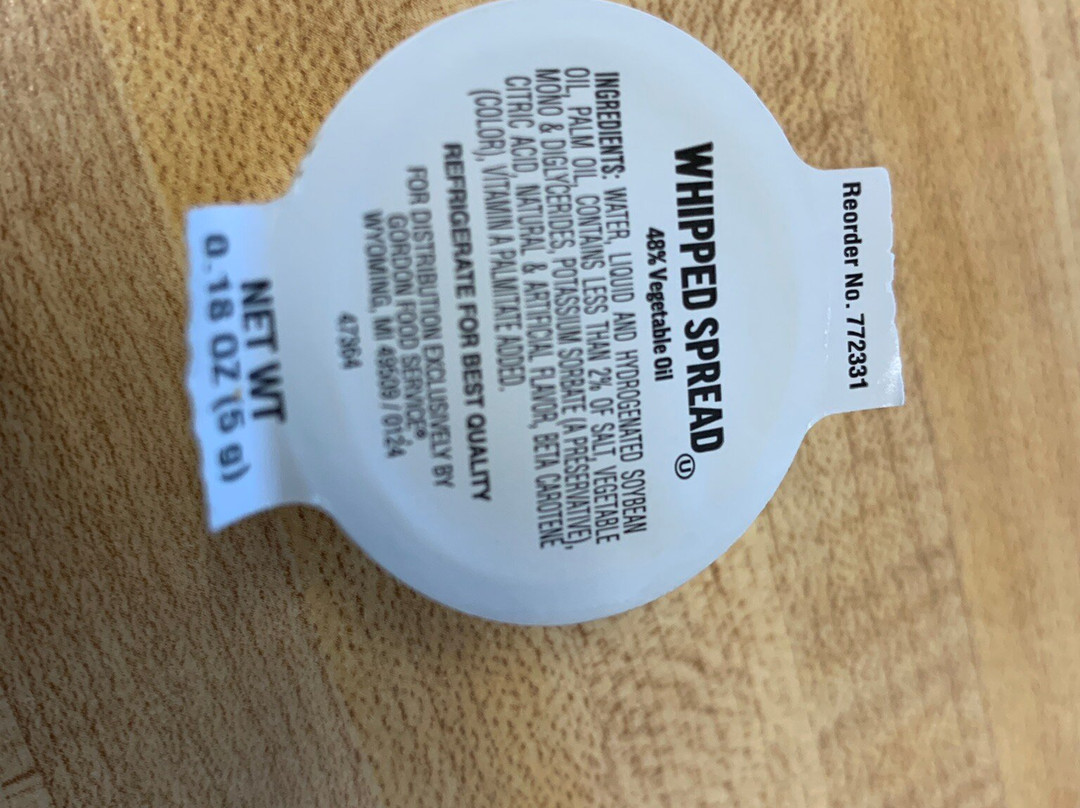 Reorder No. 772331
WHIPPED SPREAD Ⓤ
48% Vegetable Oil
INGREDIENTS: WATER, LIQUID AND HYDROGENATED SOYBEAN
OIL, PALM OIL, CONTAINS LESS THAN 2% OF SALT, VEGETABLE
MONO & DIGLYCERIDES, POTASSIUM SORBATE (A PRESERVATIVE),
CITRIC ACID, NATURAL & ARTIFICIAL FLAVOR, BETA CAROTENE
(COLOR), VITAMIN A PALMITATE ADDED.
REFRIGERATE FOR BEST QUALITY
FOR DISTRIBUTION EXCLUSIVELY BY
GORDON FOOD SERVICE®
WYOMING, MI 49509 / 0124
47364
NET WT
0.18 OZ (5 g)